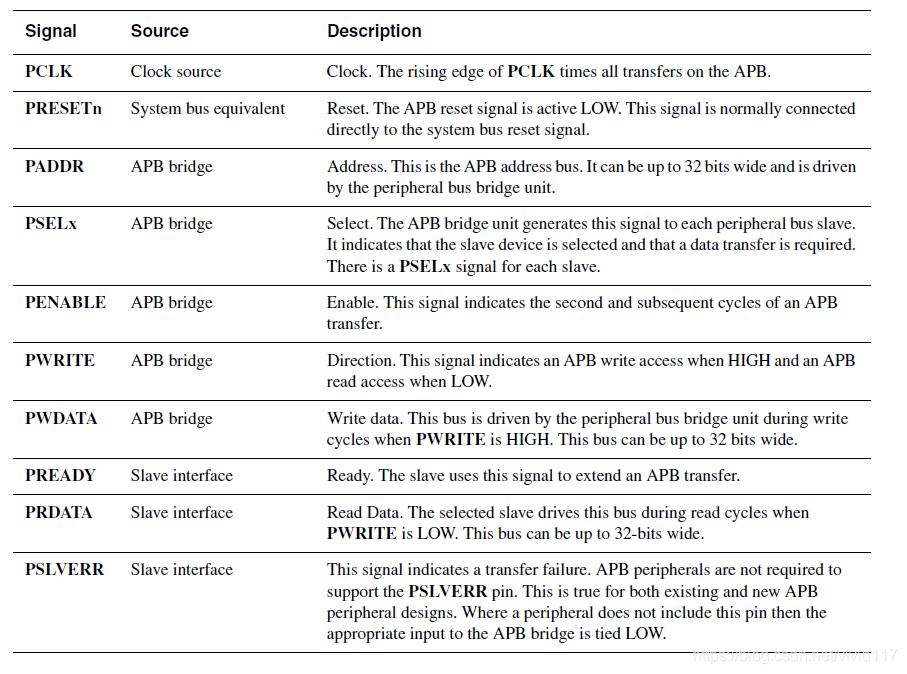 Signal Source Description
PCLK Clock source Clock. The rising edge of PCLK times all transfers on the APB.
PRESETn System bus equivalent Reset. The APB reset signal is active LOW. This signal is normally connected
directly to the system bus reset signal.
PADDR APB bridge Address. This is the APB address bus. It can be up to 32 bits wide and is driven
by the peripheral bus bridge unit.
PSELx APB bridge Select. The APB bridge unit generates this signal to each peripheral bus slave.
It indicates that the slave device is selected and that a data transfer is required.
There is a PSELx signal for each slave.
PENABLE APB bridge Enable. This signal indicates the second and subsequent cycles of an APB
transfer.
PWRITE APB bridge Direction. This signal indicates an APB write access when HIGH and an APB
read access when LOW.
PWDATA APB bridge Write data. This bus is driven by the peripheral bus bridge unit during write
cycles when PWRITE is HIGH. This bus can be up to 32 bits wide.
PREADY Slave interface Ready. The slave uses this signal to extend an APB transfer.
PRDATA Slave interface Read Data. The selected slave drives this bus during read cycles when
PWRITE is LOW. This bus can be up to 32-bits wide.
PSLVERR Slave interface This signal indicates a transfer failure. APB peripherals are not required to
support the PSLVERR pin. This is true for both existing and new APB
peripheral designs. Where a peripheral does not include this pin then the
appropriate input to the APB bridge is tied LOW.
https://blog.csdn.net/vivid117